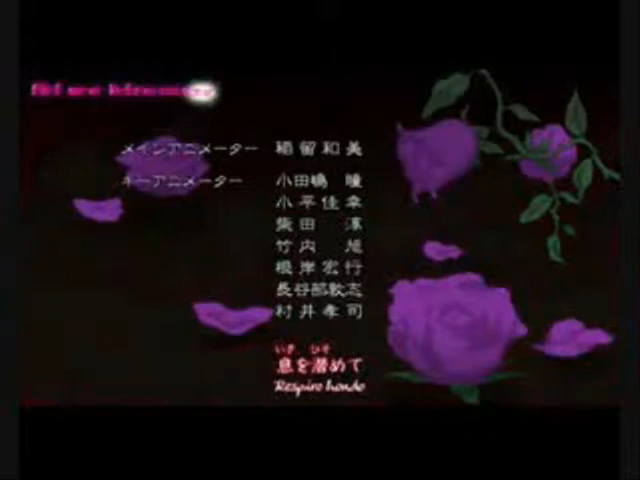 メインアニメーター 稲留和美
キーアニメーター 小田嶋 瞳
小平佳幸
柴田 淳
竹内 旭
根岸宏行
長谷部敦志
村井孝司
いき ひそ
息を潜めて
Respiro hondo